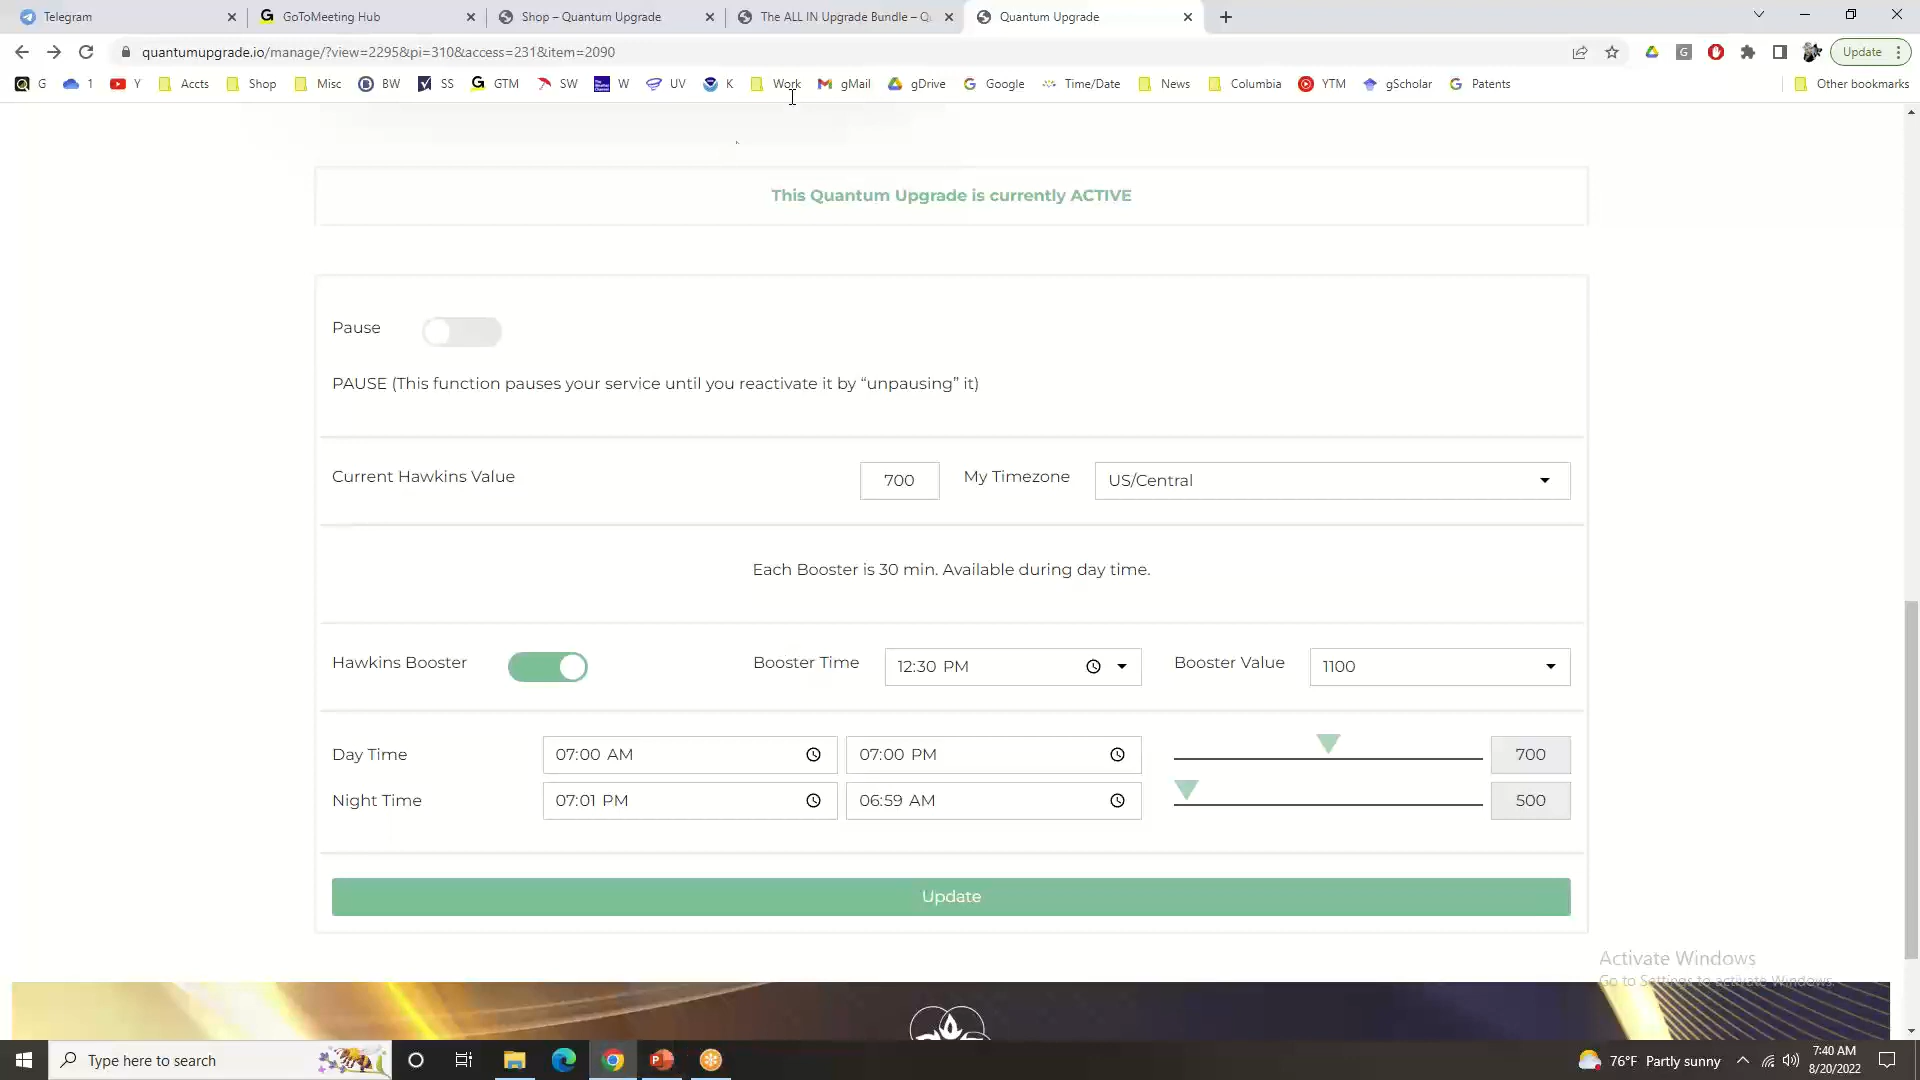 Telegram
GoToMeeting Hub
Shop – Quantum Upgrade
The ALL IN Upgrade Bundle – Q
Quantum Upgrade
quantumupgrade.io/manage/?view=2295&pi=310&access=231&item=2090
Update
G 1 Y Accts Shop Misc BW SS GTM SW W UV K Work gMail gDrive Google Time/Date News Columbia YTM gScholar Patents Other bookmarks
This Quantum Upgrade is currently ACTIVE
Pause
PAUSE (This function pauses your service until you reactivate it by “unpausing” it)
Current Hawkins Value 700 My Timezone US/Central
Each Booster is 30 min. Available during day time.
Hawkins Booster Booster Time 12:30 PM Booster Value 1100
Day Time 07:00 AM 07:00 PM 700
Night Time 07:01 PM 06:59 AM 500
Update
Activate Windows
Go to Settings to activate Windows.
Type here to search
76°F Partly sunny
7:40 AM
8/20/2022